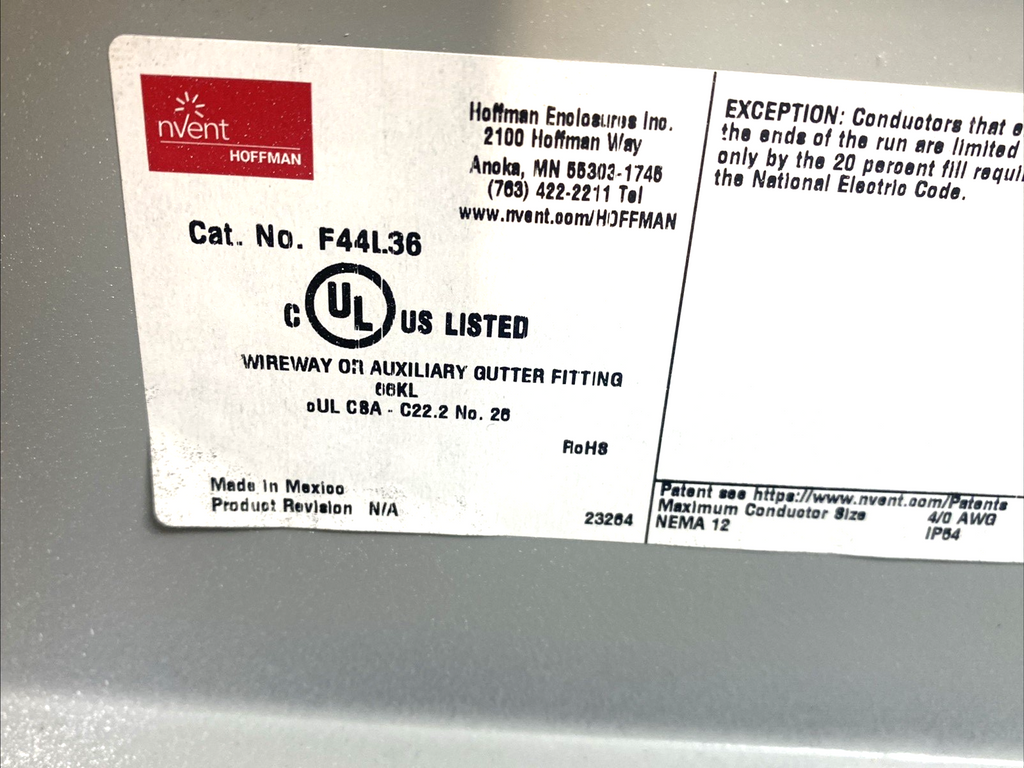 nvent
HOFFMAN
Hoffman Enclosures Inc.
2100 Hoffman Way
Anoka, MN 55303-1745
(763) 422-2211 Tel
www.nvent.com/HOFFMAN
Cat. No. F44L36
C UL US LISTED
WIREWAY OR AUXILIARY GUTTER FITTING
66KL
cUL CSA - C22.2 No. 26
RoHS
Made in Mexico
Product Revision N/A
23264
EXCEPTION: Conductors that e
the ends of the run are limited
only by the 20 percent fill requi
the National Electric Code.
Patent see https://www.nvent.com/Patents
Maximum Conductor Size 4/0 AWG
NEMA 12 IP54